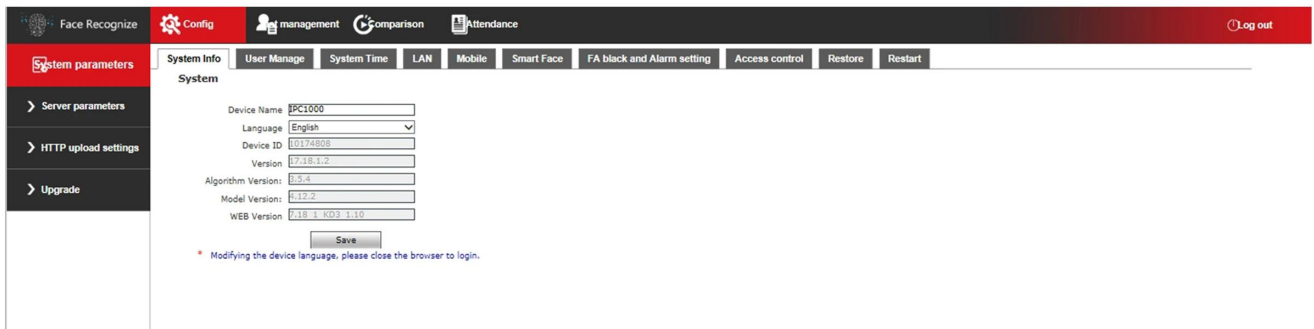 Face Recognize Config management Comparison Attendance Log out
System parameters
Server parameters
HTTP upload settings
Upgrade
System Info User Manage System Time LAN Mobile Smart Face FA black and Alarm setting Access control Restore Restart
System
Device Name IPC1000
Language English
Device ID 10174808
Version 17.18.1.2
Algorithm Version: 3.5.4
Model Version: 4.12.2
WEB Version 7.18_1_KD3_1.10
Save
* Modifying the device language, please close the browser to login.